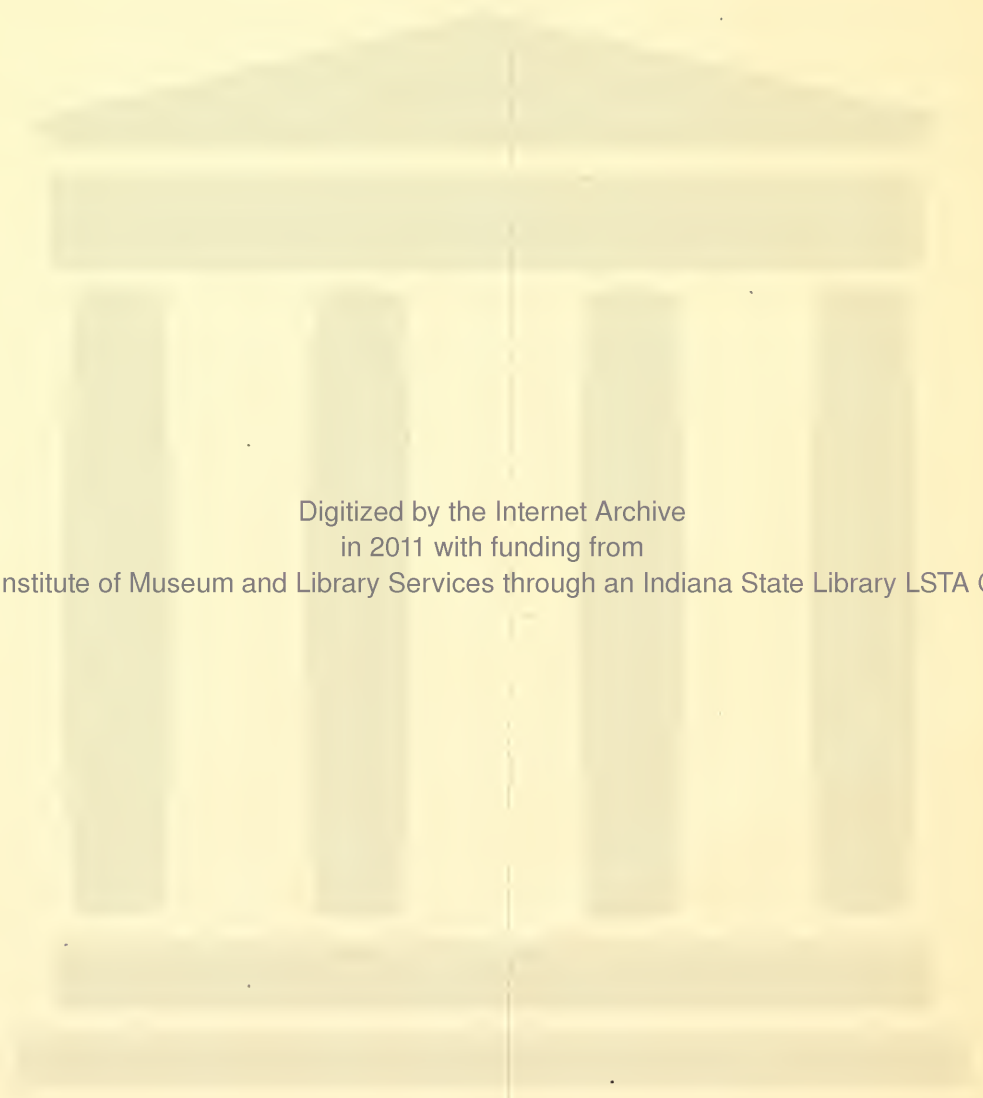 Digitized by the Internet Archive
in 2011 with funding from
nstitute of Museum and Library Services through an Indiana State Library LSTA